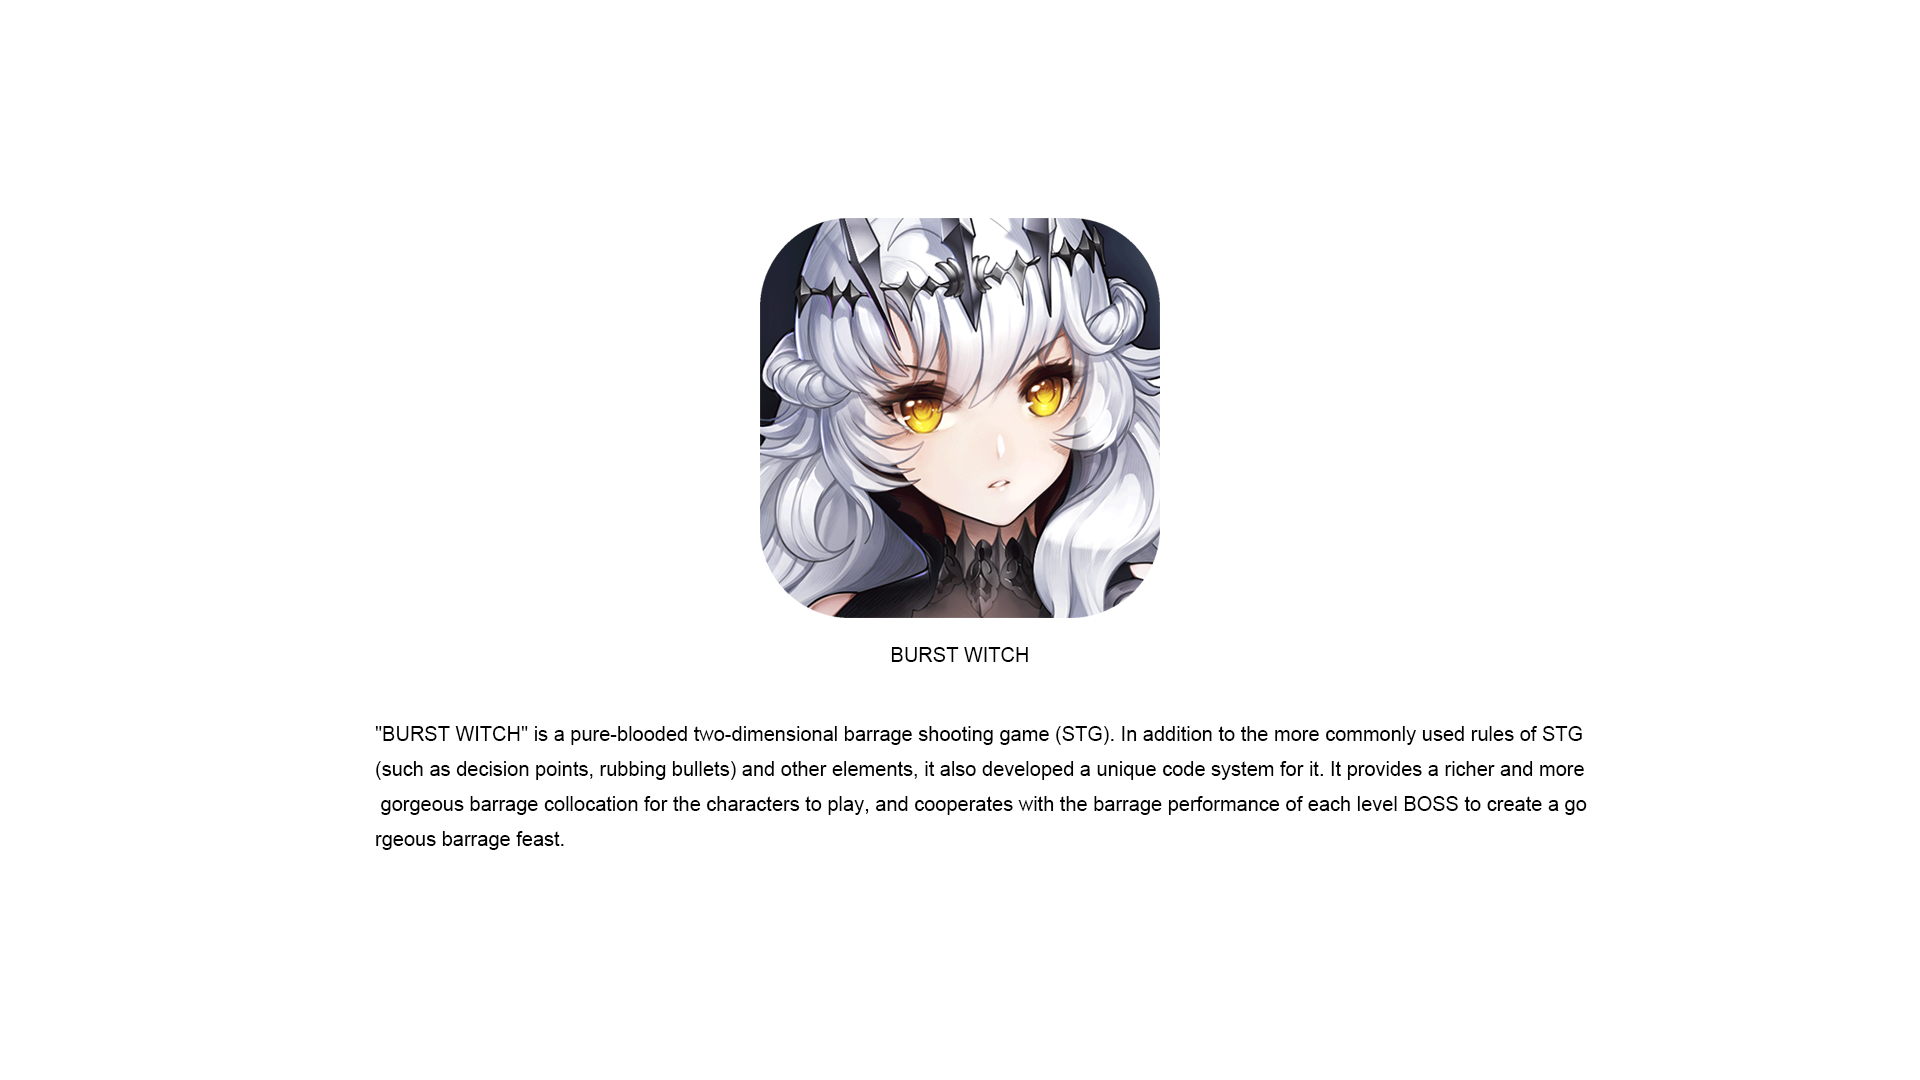 BURST WITCH
"BURST WITCH" is a pure-blooded two-dimensional barrage shooting game (STG). In addition to the more commonly used rules of STG
(such as decision points, rubbing bullets) and other elements, it also developed a unique code system for it. It provides a richer and more
gorgeous barrage collocation for the characters to play, and cooperates with the barrage performance of each level BOSS to create a go
rgeous barrage feast.